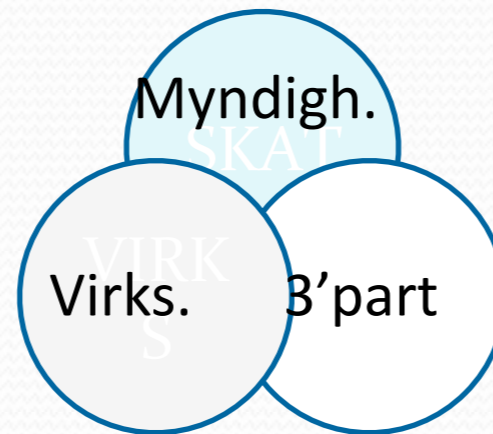 Myndigh.
SKAT
VIRK
S
Virks.
3’part